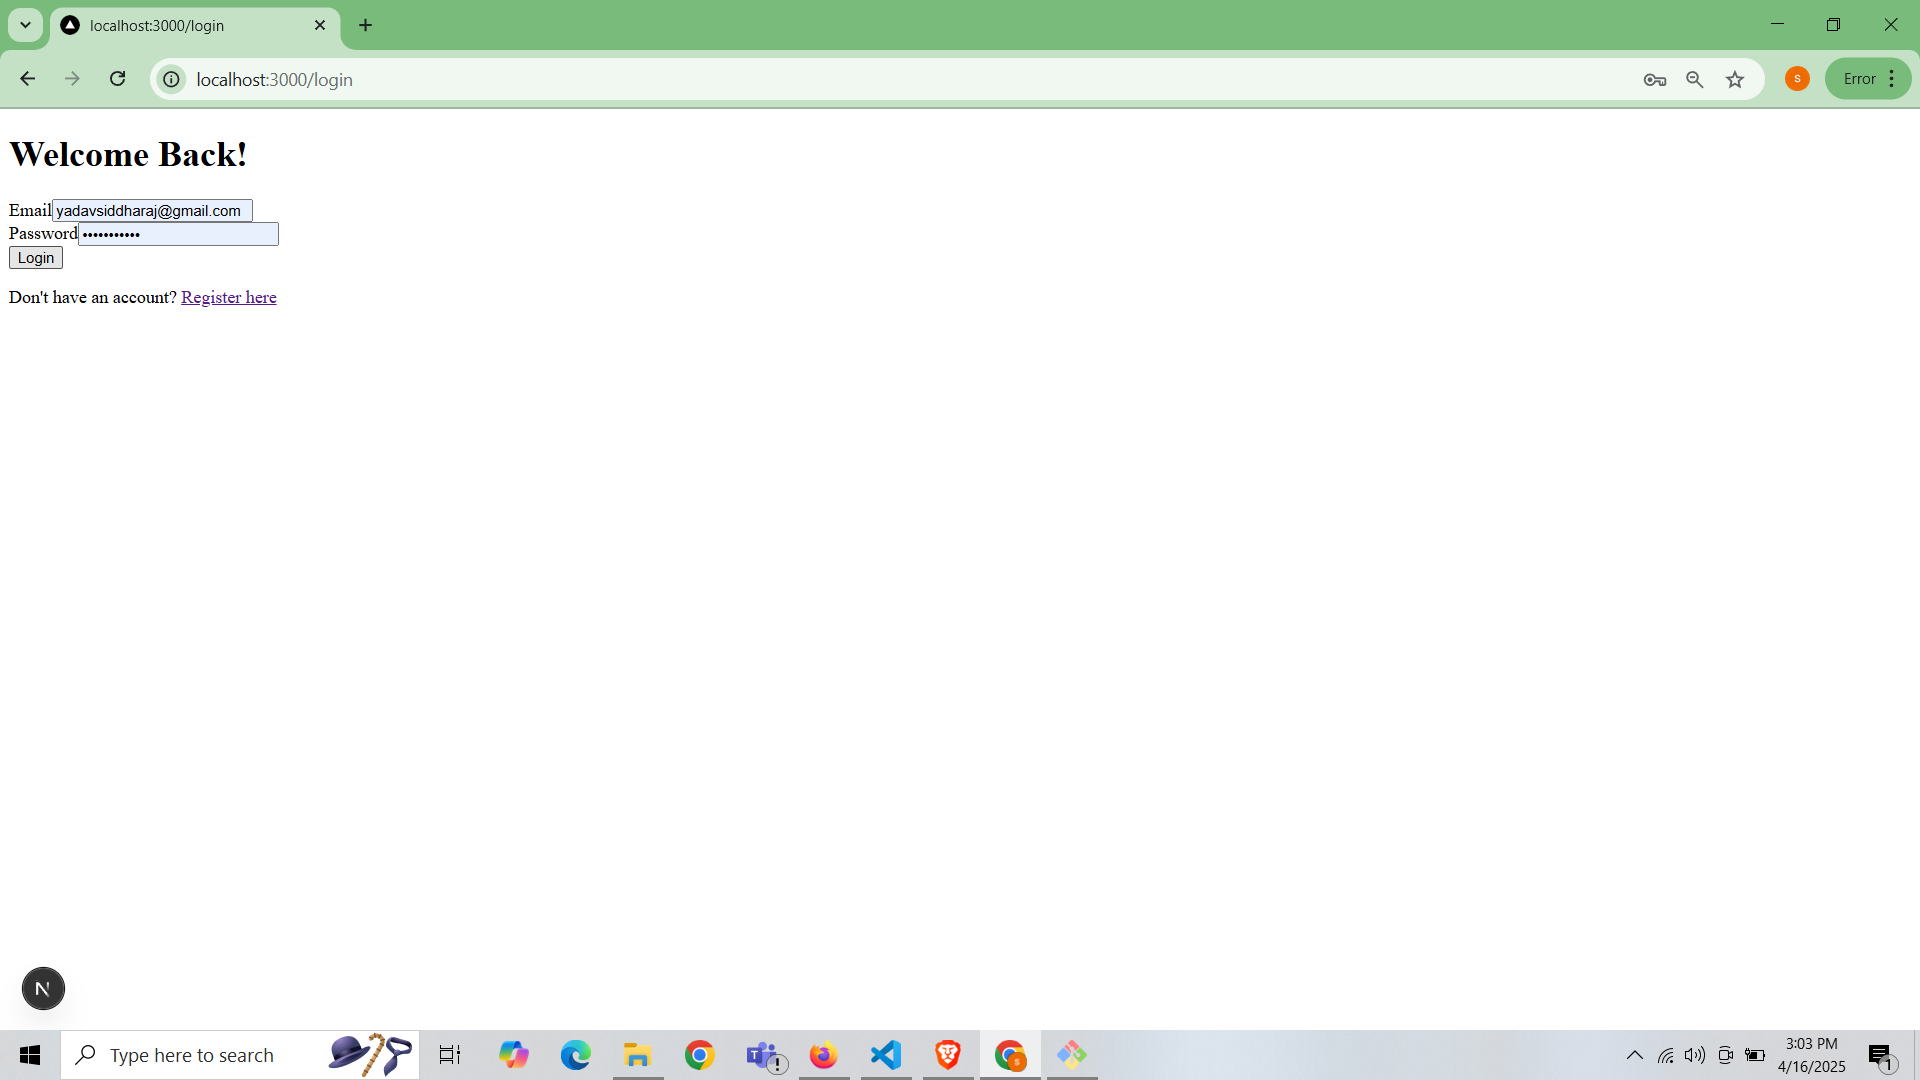 localhost:3000/login
localhost:3000/login
S
Error
Welcome Back!
Email yadavsiddharaj@gmail.com
Password •••••••••••
Login
Don't have an account? Register here
N
Type here to search
T
3:03 PM
4/16/2025
1